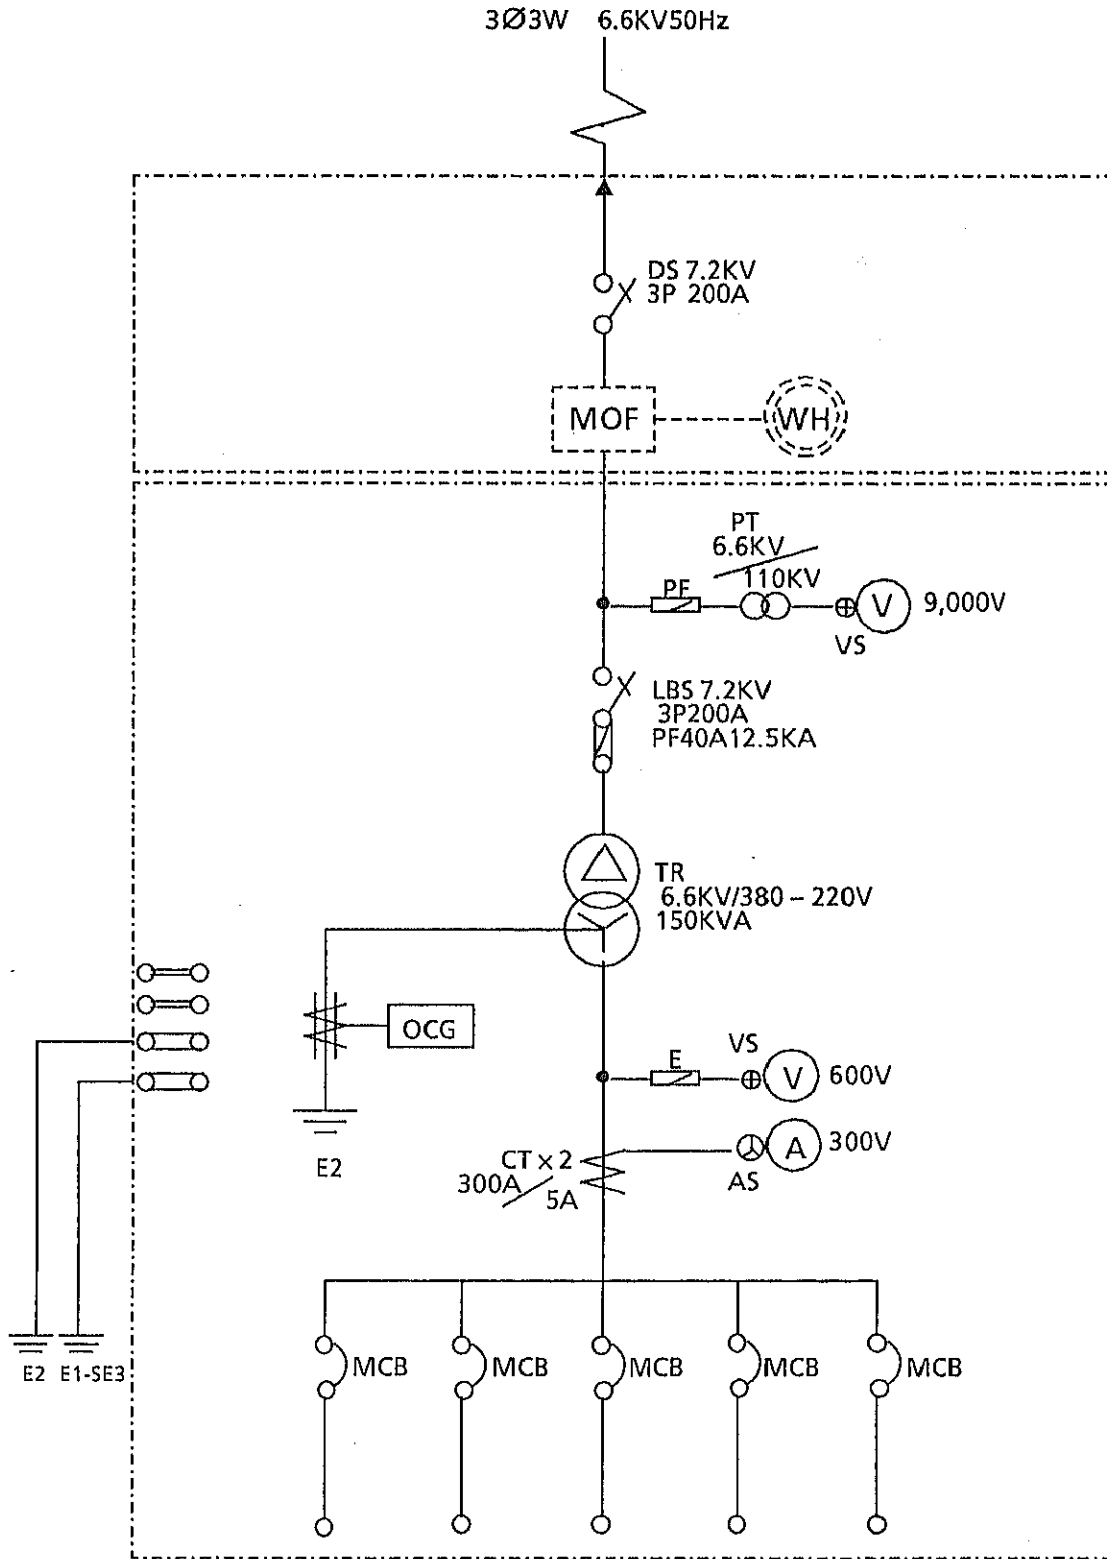 3Ø3W 6.6KV50Hz
DS 7.2KV
3P 200A
MOF
WH
PT
6.6KV
110KV
PF
V
9,000V
VS
LBS 7.2KV
3P200A
PF40A12.5KA
TR
6.6KV/380 – 220V
150KVA
OCG
E2
E
VS
V
600V
CT x 2
300A
5A
A
300V
AS
E2 E1-SE3
MCB
MCB
MCB
MCB
MCB